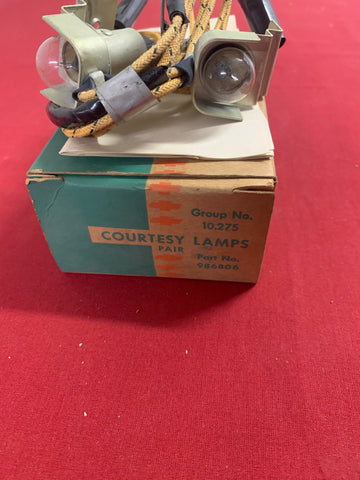 Group No.
10.275
COURTESY LAMPS
PAIR
Part No.
986806